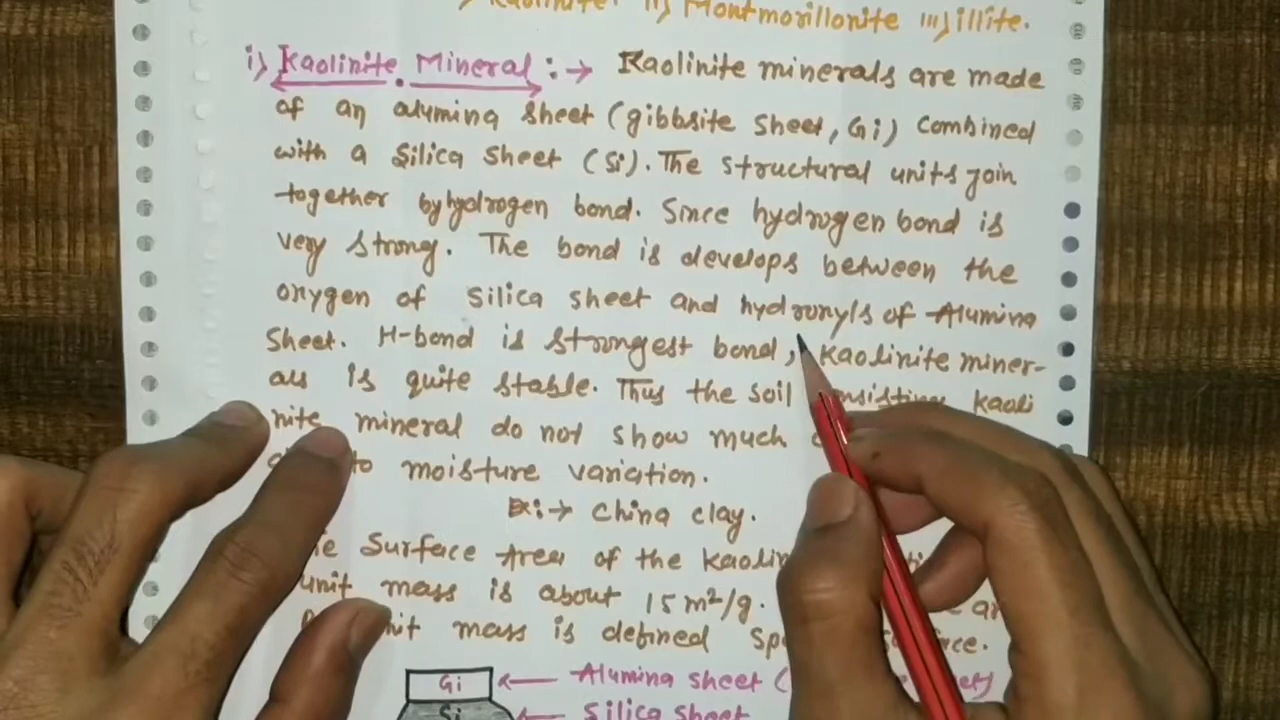 Kaolinite. ii) Montmorillonite iii) illite.
i) Kaolinite Mineral :→ Kaolinite minerals are made
of an alumina sheet (gibbsite sheet, Gi) Combined
with a Silica sheet (Si). The structural units join
together by hydrogen bond. Since hydrogen bond is
very strong. The bond is develops between the
oxygen of silica sheet and hydroxyls of Alumina
Sheet. H-bond is strongest bond, Kaolinite miner-
als is quite stable. Thus the soil kaoli
nite mineral do not show much
to moisture variation.
Ex:→ China clay.
Surface Area of the
unit mass is about 15 m²/g.
mass is defined
Gi ← Alumina sheet (
Si ← Silica sheet